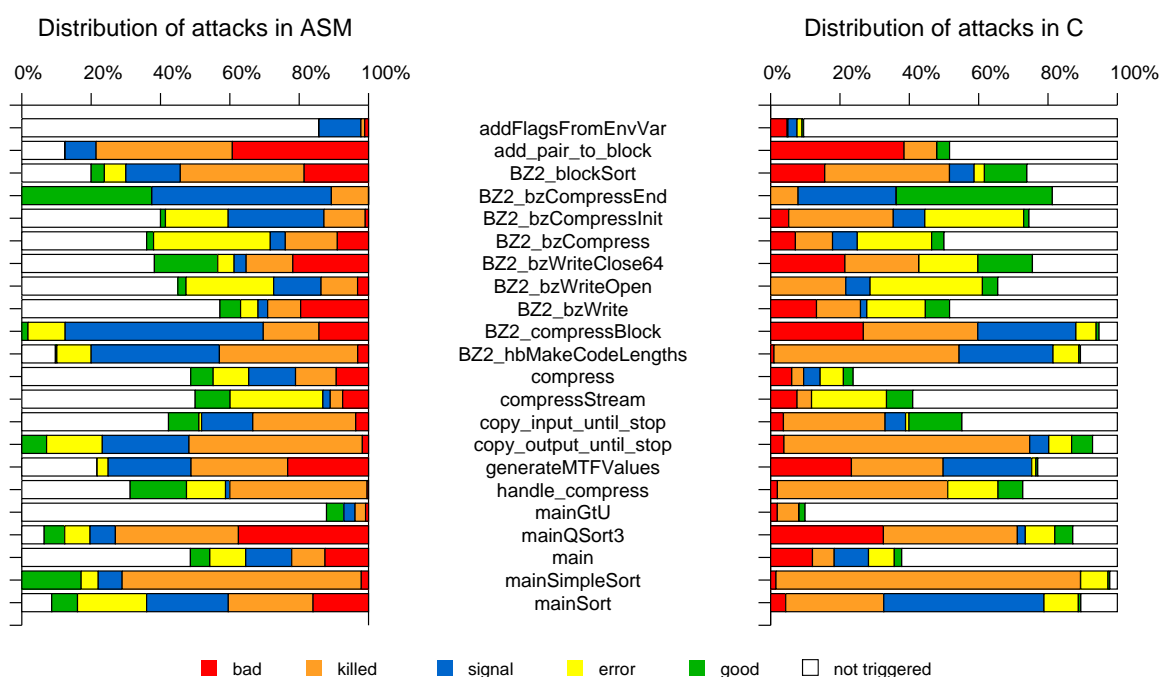 Distribution of attacks in ASM
Distribution of attacks in C
0% 20% 40% 60% 80% 100%
0% 20% 40% 60% 80% 100%
addFlagsFromEnvVar
add_pair_to_block
BZ2_blockSort
BZ2_bzCompressEnd
BZ2_bzCompressInit
BZ2_bzCompress
BZ2_bzWriteClose64
BZ2_bzWriteOpen
BZ2_bzWrite
BZ2_compressBlock
BZ2_hbMakeCodeLengths
compress
compressStream
copy_input_until_stop
copy_output_until_stop
generateMTFValues
handle_compress
mainGtU
mainQSort3
main
mainSimpleSort
mainSort
bad killed signal error good not triggered